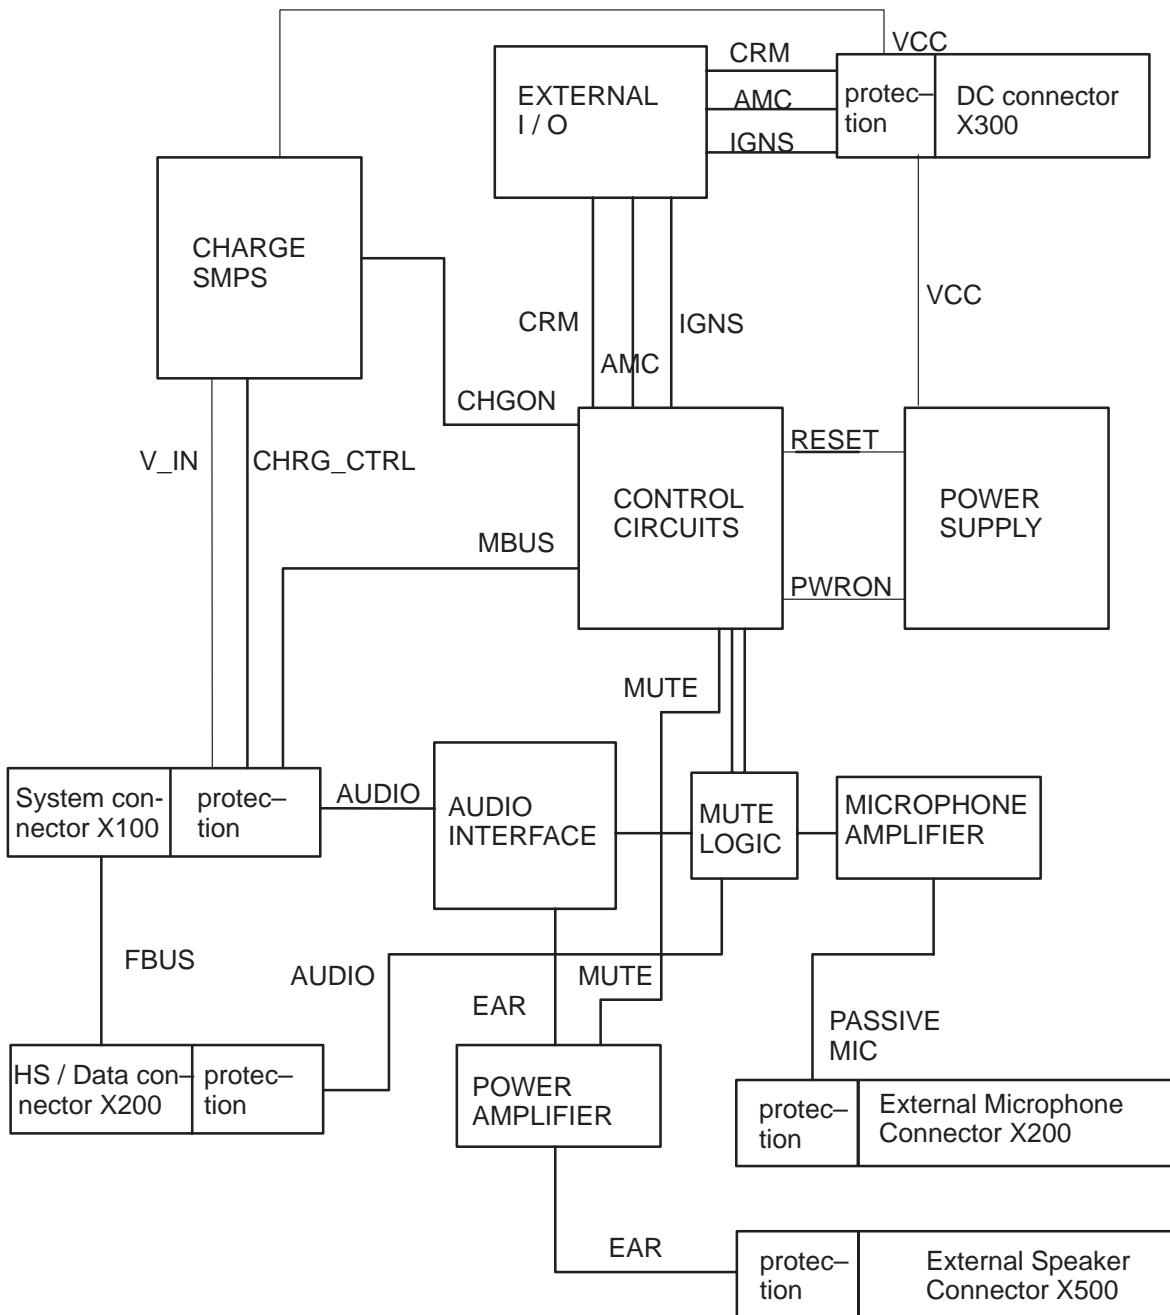 VCC
CRM
EXTERNAL
I / O
AMC
IGNS
protec–
tion
DC connector
X300
CHARGE
SMPS
CRM
AMC
IGNS
VCC
CHGON
V_IN
CHRG_CTRL
RESET
CONTROL
CIRCUITS
POWER
SUPPLY
MBUS
PWRON
MUTE
System con-
nector X100
protec–
tion
AUDIO
AUDIO
INTERFACE
MUTE
LOGIC
MICROPHONE
AMPLIFIER
FBUS
AUDIO
MUTE
EAR
PASSIVE
MIC
HS / Data con–
nector X200
protec–
tion
POWER
AMPLIFIER
protec–
tion
External Microphone
Connector X200
EAR
protec–
tion
External Speaker
Connector X500